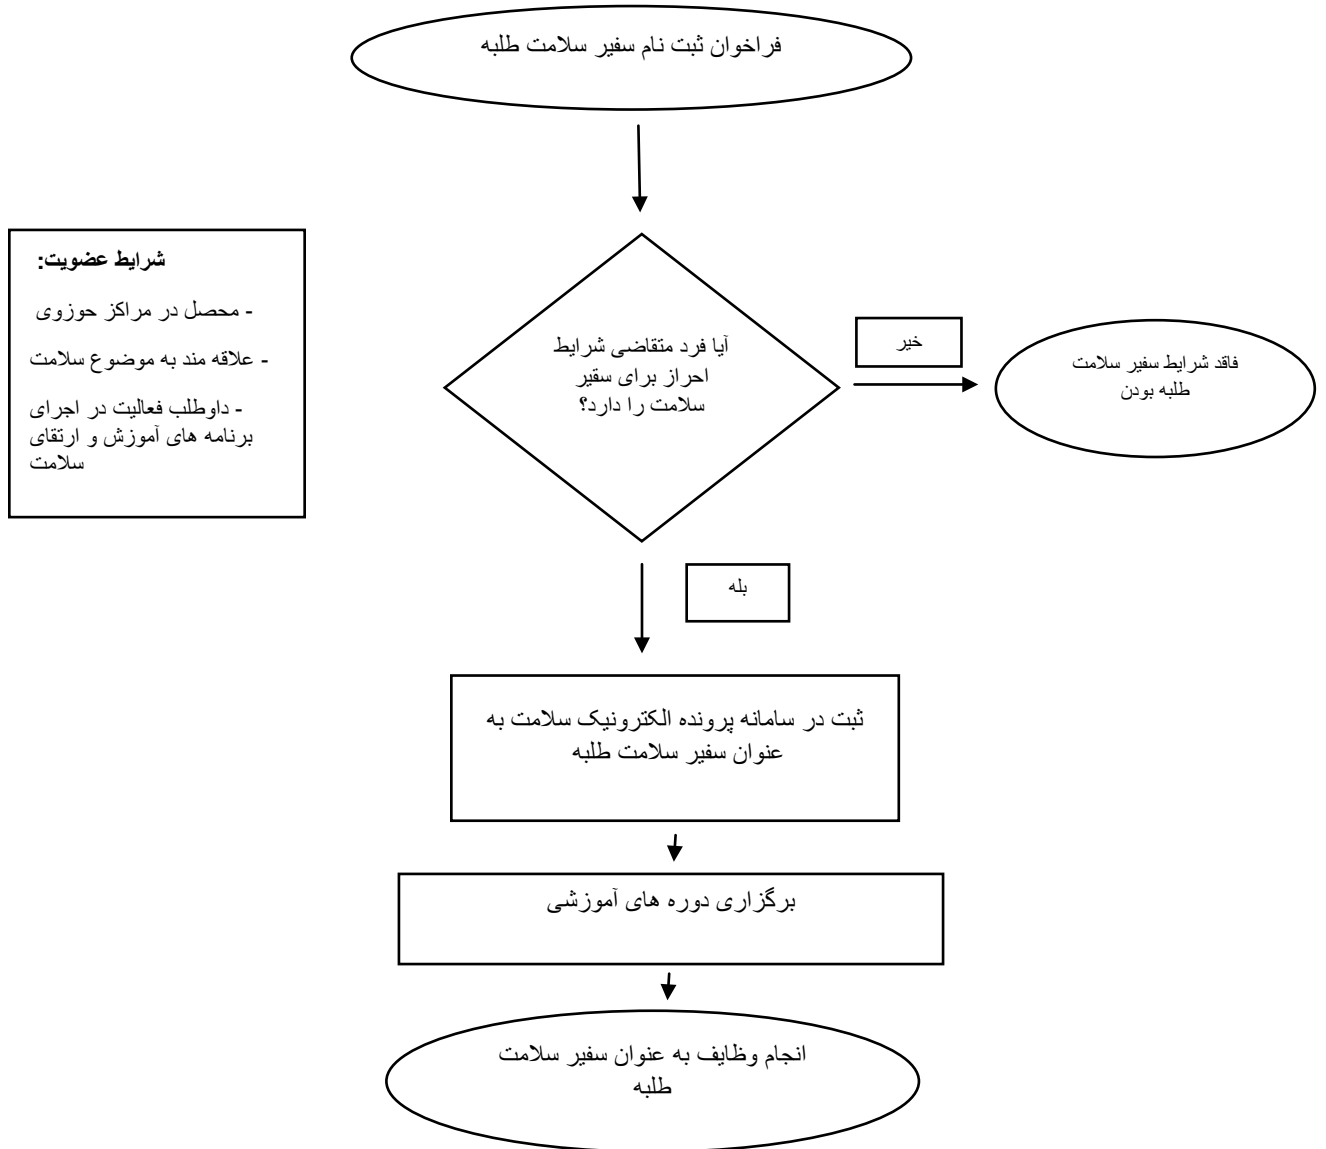 فراخوان ثبت نام سفیر سلامت طلبه
شرایط عضویت:
- محصل در مراکز حوزوی
- علاقه مند به موضوع سلامت
- داوطلب فعالیت در اجرای
برنامه های آموزش و ارتقای
سلامت
آیا فرد متقاضی شرایط
احراز برای سقیر
سلامت را دارد؟
خیر
فاقد شرایط سفیر سلامت
طلبه بودن
بله
ثبت در سامانه پرونده الکترونیک سلامت به
عنوان سفیر سلامت طلبه
برگزاری دوره های آموزشی
انجام وظایف به عنوان سفیر سلامت
طلبه